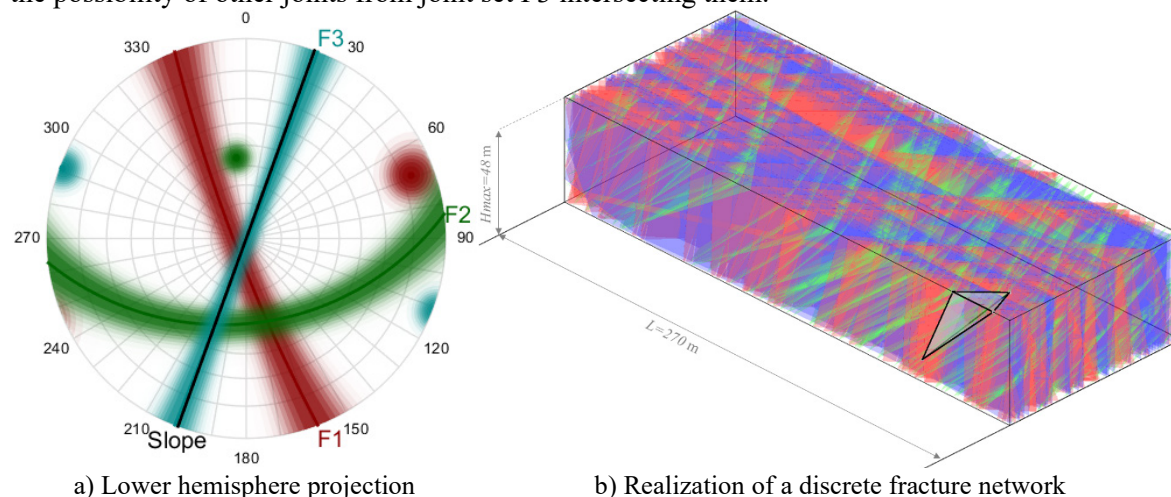 the possibility of other joints from joint set F3 intersecting them.
0
330
F3
30
300
60
F2
270
90
240
120
210
Slope
F1
150
180
Hmax=48 m
L=270 m
a) Lower hemisphere projection
b) Realization of a discrete fracture network